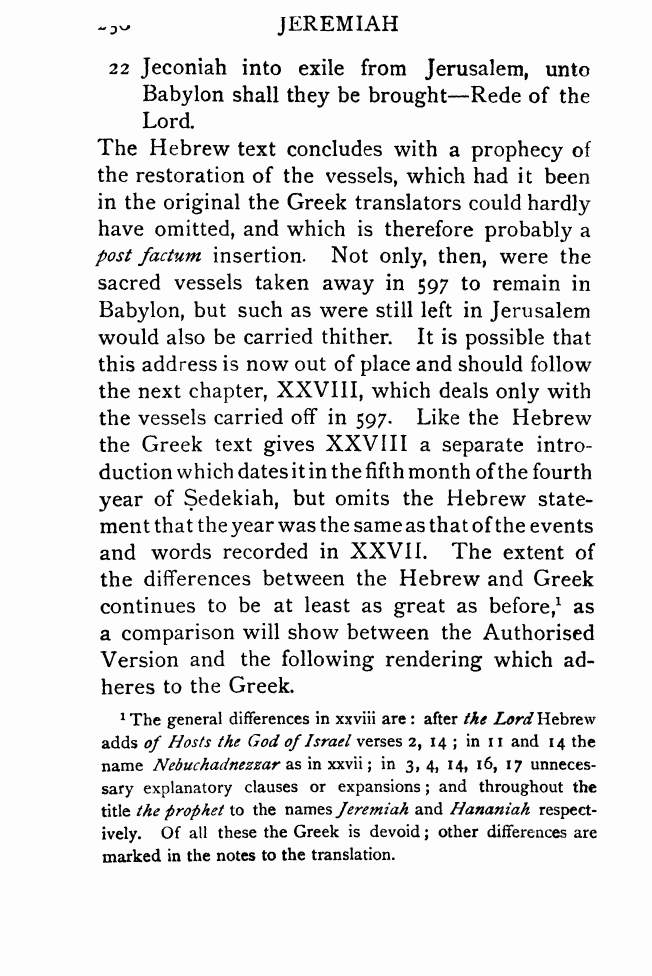 JEREMIAH
22 Jeconiah into exile from Jerusalem, unto
Babylon shall they be brought—Rede of the
Lord.
The Hebrew text concludes with a prophecy of
the restoration of the vessels, which had it been
in the original the Greek translators could hardly
have omitted, and which is therefore probably a
post factum insertion. Not only, then, were the
sacred vessels taken away in 597 to remain in
Babylon, but such as were still left in Jerusalem
would also be carried thither. It is possible that
this address is now out of place and should follow
the next chapter, XXVIII, which deals only with
the vessels carried off in 597. Like the Hebrew
the Greek text gives XXVIII a separate intro-
duction which dates it in the fifth month of the fourth
year of Ṣedekiah, but omits the Hebrew state-
ment that the year was the same as that of the events
and words recorded in XXVII. The extent of
the differences between the Hebrew and Greek
continues to be at least as great as before,¹ as
a comparison will show between the Authorised
Version and the following rendering which ad-
heres to the Greek.
¹ The general differences in xxviii are : after the Lord Hebrew
adds of Hosts the God of Israel verses 2, 14 ; in 11 and 14 the
name Nebuchadnezzar as in xxvii ; in 3, 4, 14, 16, 17 unneces-
sary explanatory clauses or expansions ; and throughout the
title the prophet to the names Jeremiah and Hananiah respect-
ively. Of all these the Greek is devoid ; other differences are
marked in the notes to the translation.